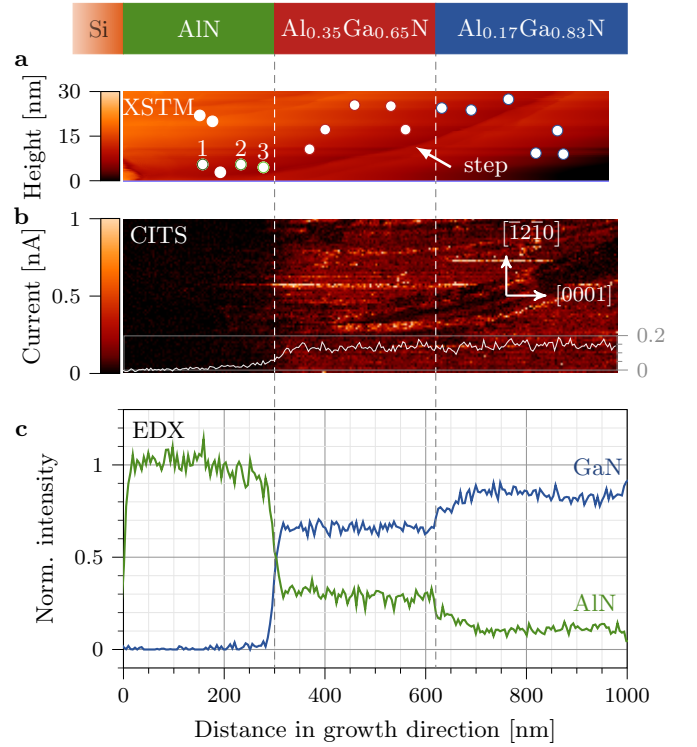 Si AlN Al0.35Ga0.65N Al0.17Ga0.83N
a
Height [nm]
30
15
0
XSTM
1 2 3
step
b
Current [nA]
1
0.5
0
CITS
[1̅21̅0]
[0001̅]
0.2
0
c
Norm. intensity
1
0.5
0
EDX
GaN
AlN
0 200 400 600 800 1000
Distance in growth direction [nm]